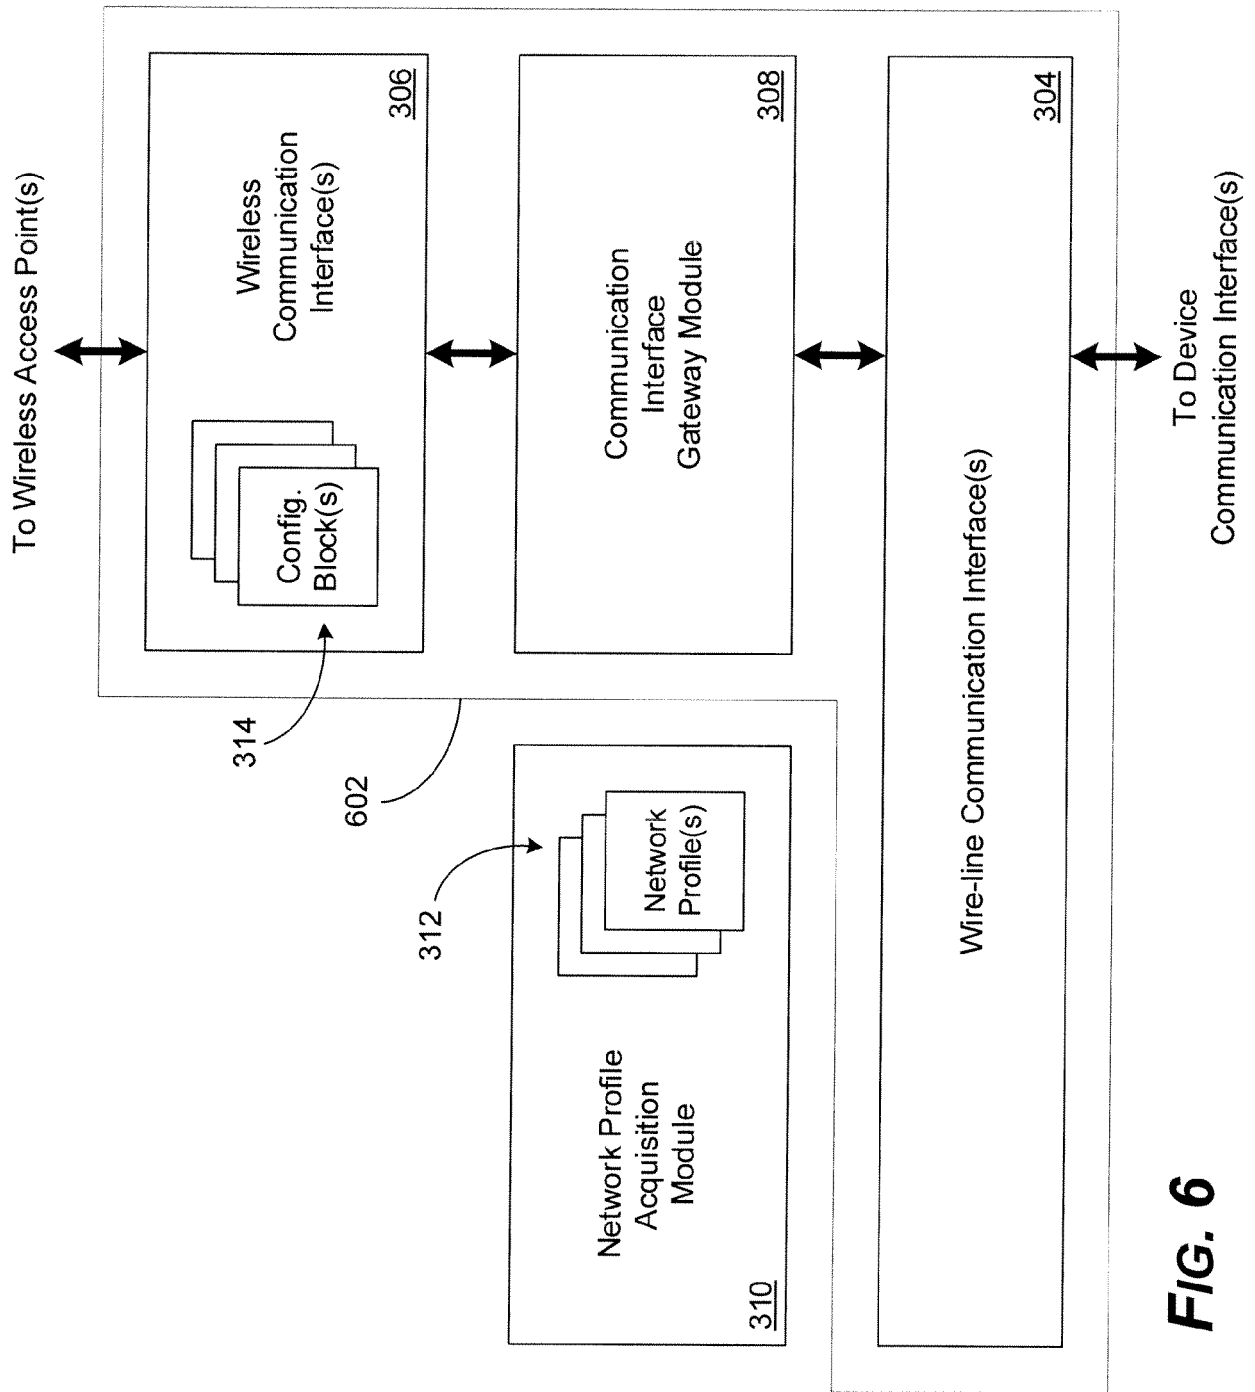 To Wireless Access Point(s)
Wireless
Communication
Interface(s)
306
Config.
Block(s)
314
Communication
Interface
Gateway Module
308
602
312
Network
Profile(s)
Network Profile
Acquisition
Module
310
Wire-line Communication Interface(s)
304
To Device
Communication Interface(s)
FIG. 6